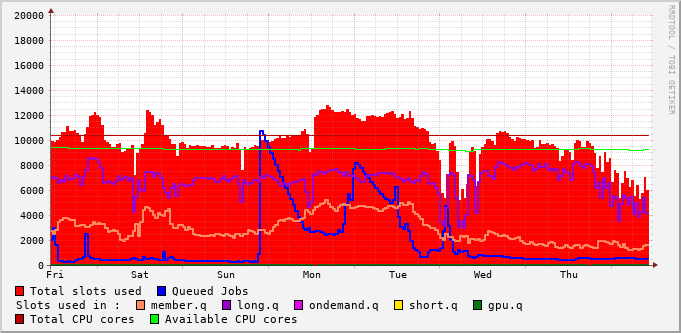 20000
18000
16000
14000
12000
10000
8000
6000
4000
2000
0
Fri Sat Sun Mon Tue Wed Thu
Total slots used Queued Jobs
Slots used in : member.q long.q ondemand.q short.q gpu.q
Total CPU cores Available CPU cores
RRDTOOL / TOBI OETIKER